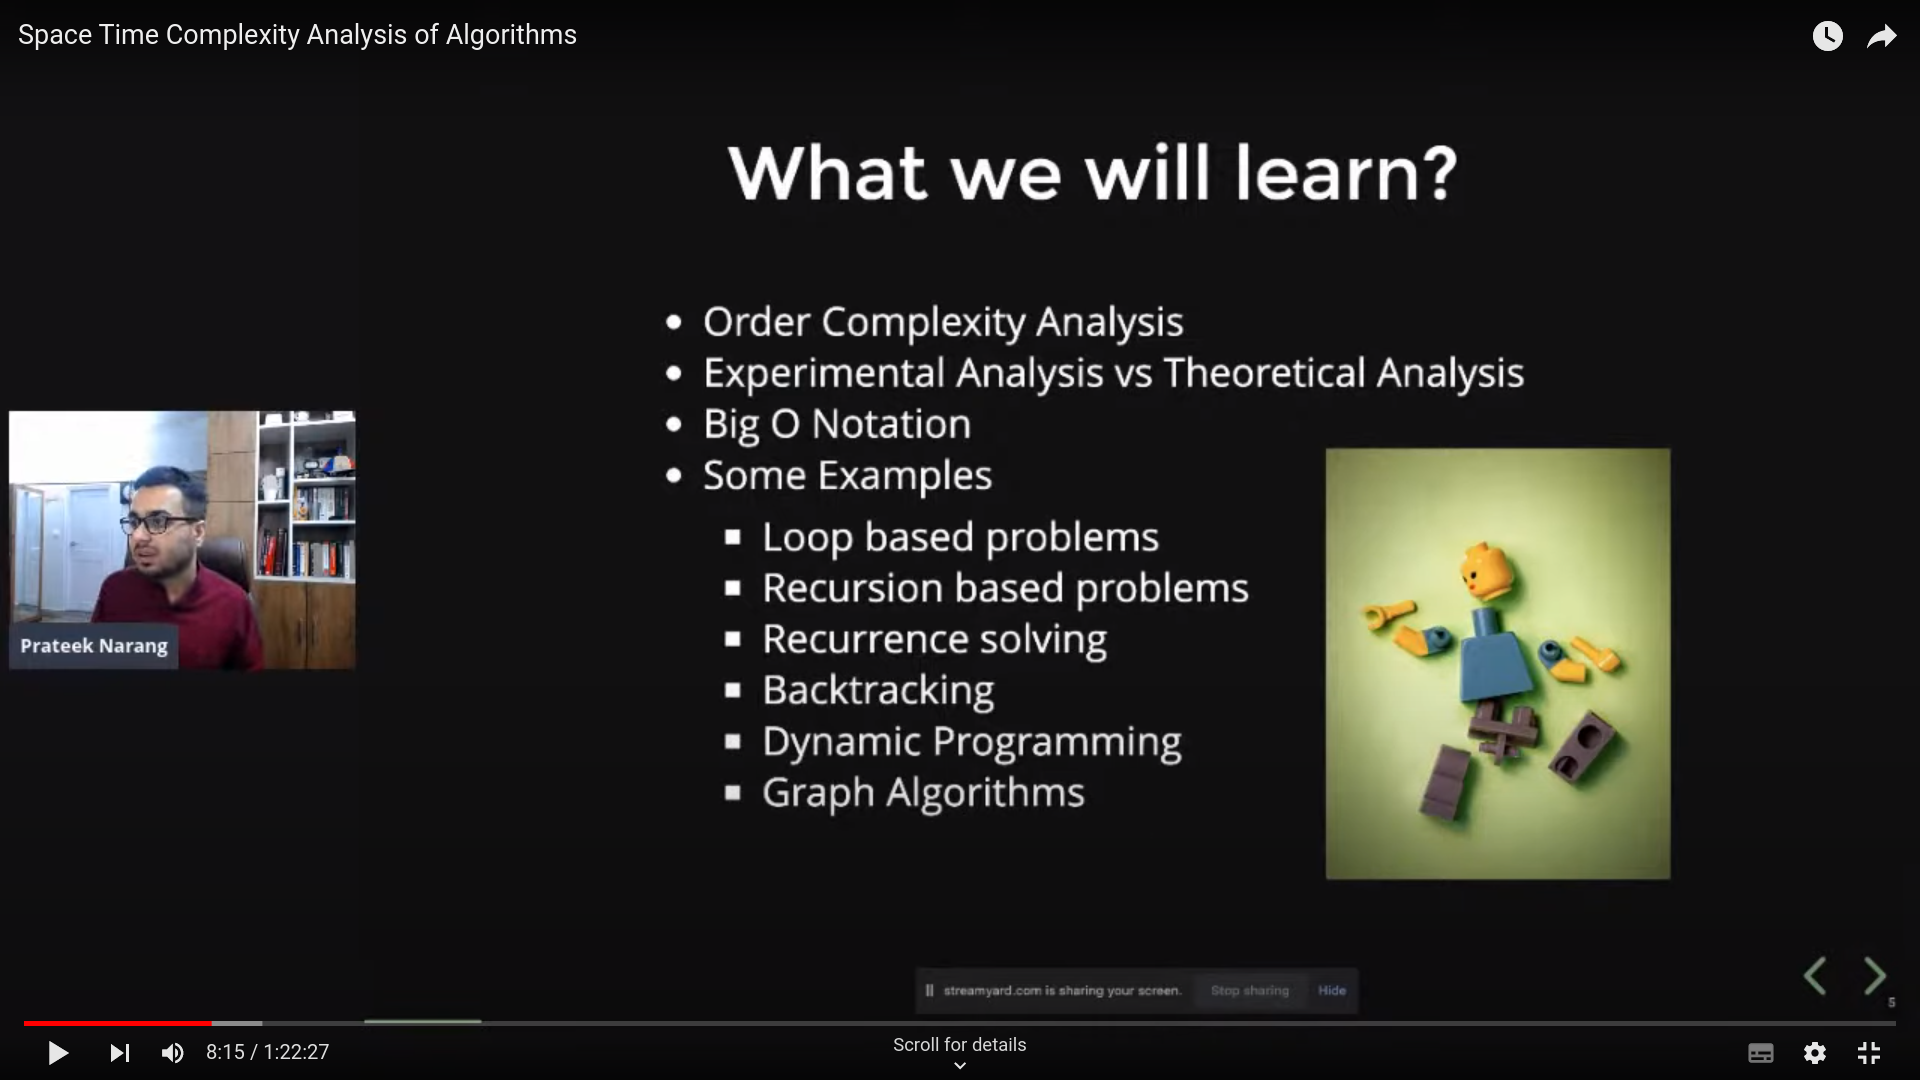 Space Time Complexity Analysis of Algorithms
What we will learn?
Order Complexity Analysis
Experimental Analysis vs Theoretical Analysis
Big O Notation
Some Examples
Loop based problems
Recursion based problems
Recurrence solving
Backtracking
Dynamic Programming
Graph Algorithms
Prateek Narang
streamyard.com is sharing your screen. Stop sharing Hide
5
8:15 / 1:22:27
Scroll for details